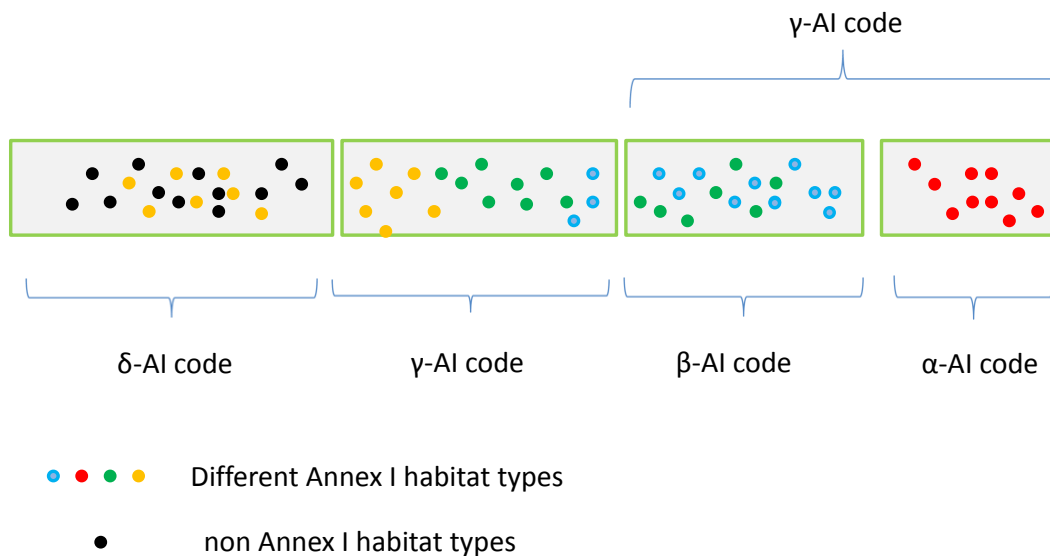 γ-AI code
δ-AI code
γ-AI code
β-AI code
α-AI code
Different Annex I habitat types
non Annex I habitat types